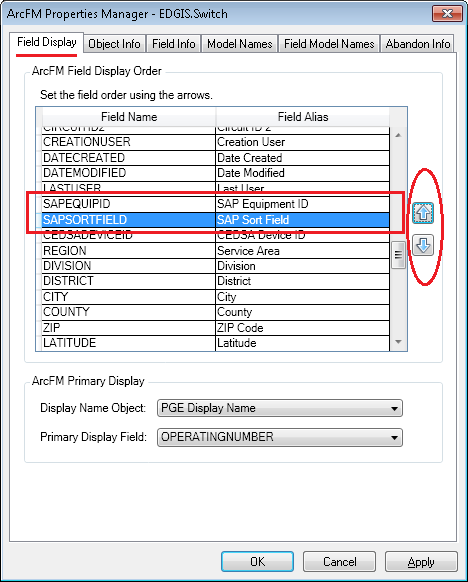 ArcFM Properties Manager - EDGIS.Switch
Field Display Object Info Field Info Model Names Field Model Names Abandon Info
ArcFM Field Display Order
Set the field order using the arrows.
Field Name Field Alias
CIRCUITID2 Circuit ID 2
CREATIONUSER Creation User
DATECREATED Date Created
DATEMODIFIED Date Modified
LASTUSER Last User
SAPEQUIPID SAP Equipment ID
SAPSORTFIELD SAP Sort Field
CEDSADEVICEID CEDSA Device ID
REGION Service Area
DIVISION Division
DISTRICT District
CITY City
COUNTY County
ZIP ZIP Code
LATITUDE Latitude
ArcFM Primary Display
Display Name Object: PGE Display Name
Primary Display Field: OPERATINGNUMBER
OK Cancel Apply